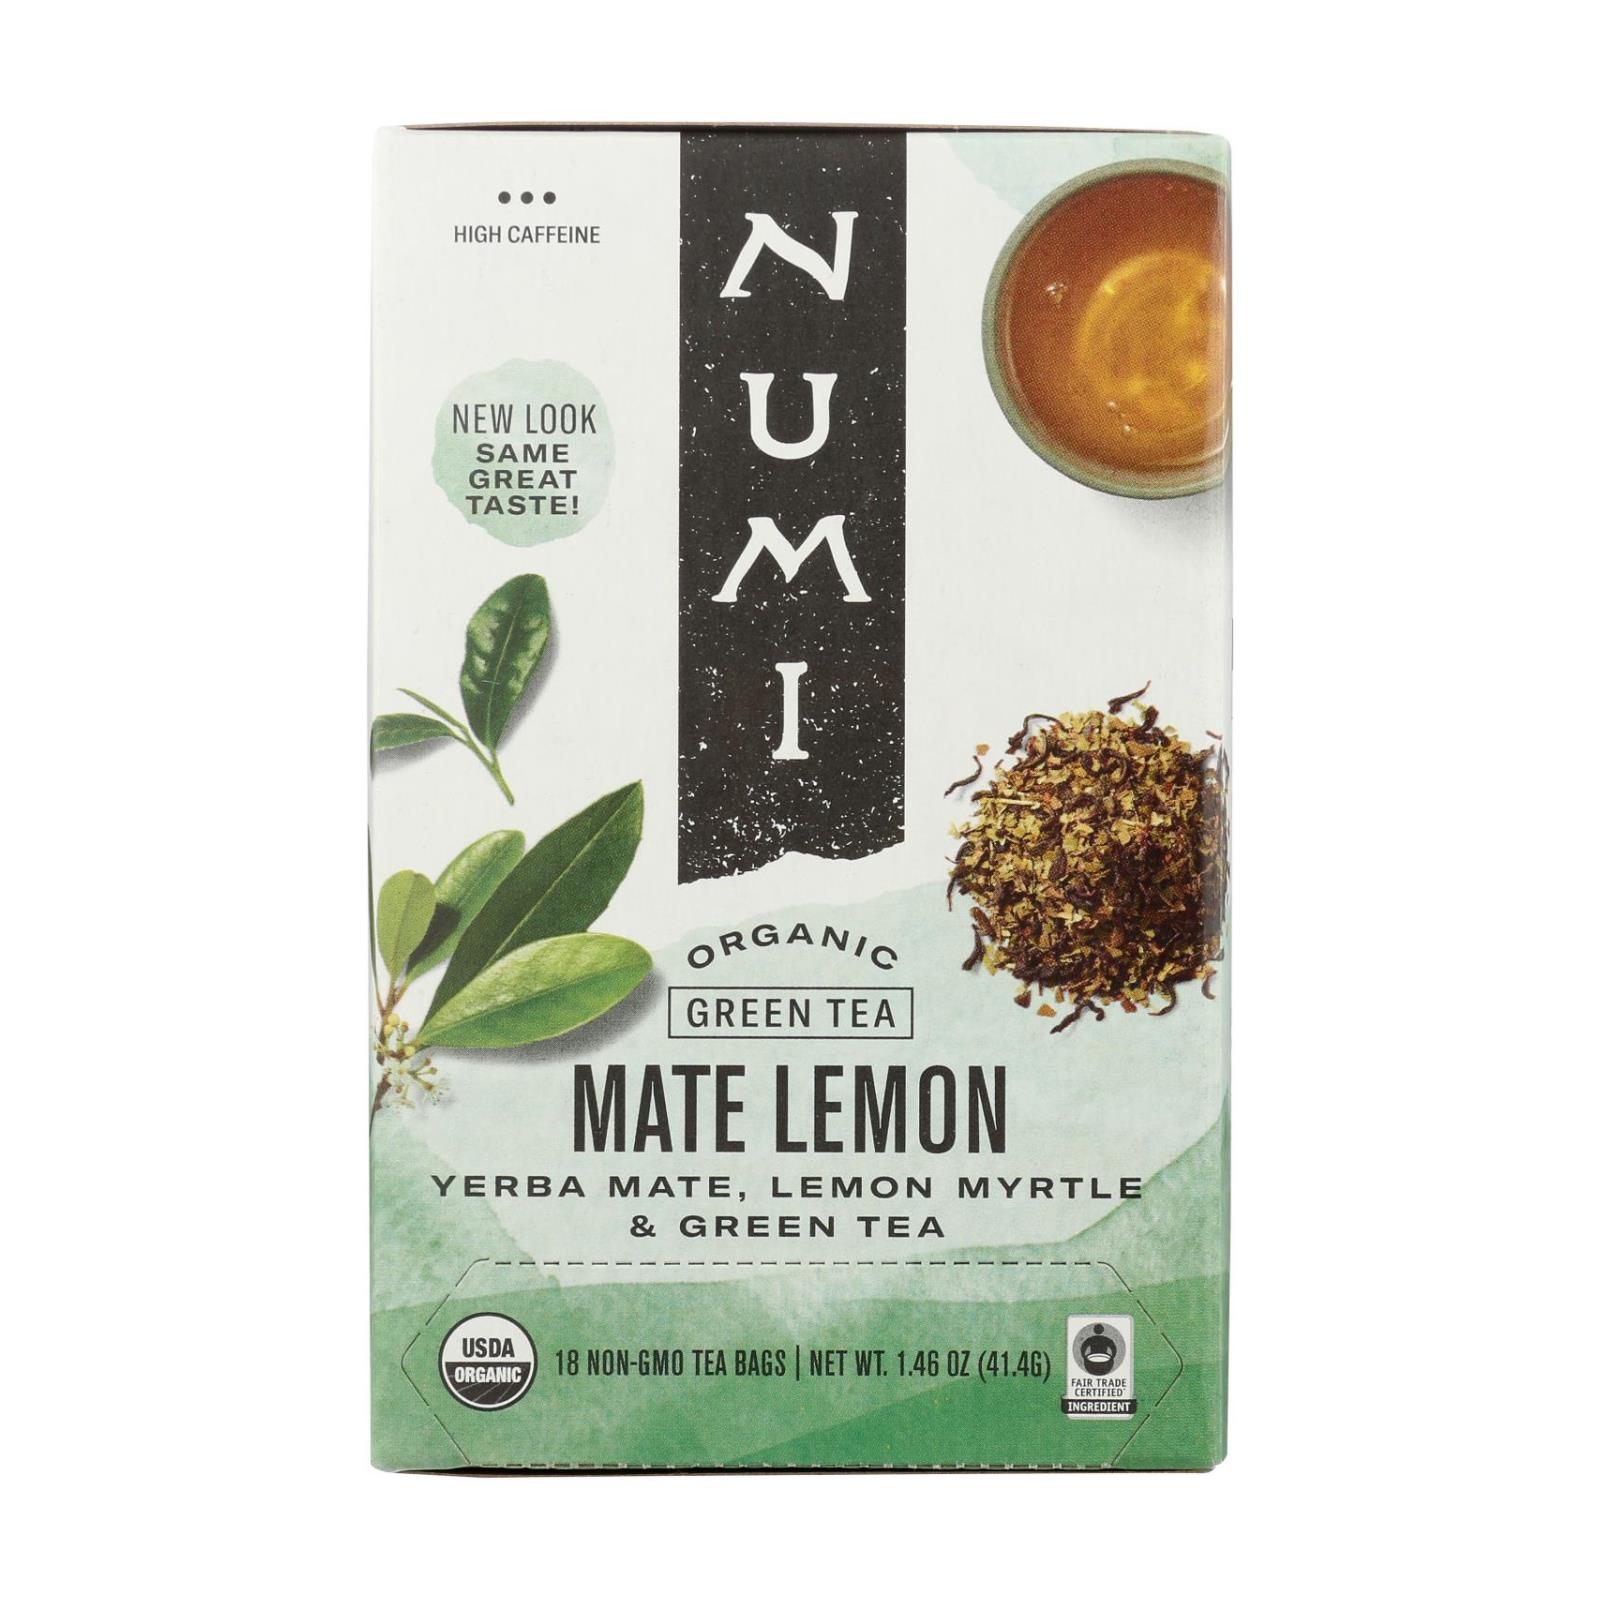 HIGH CAFFEINE
NUMI
NEW LOOK
SAME
GREAT
TASTE!
ORGANIC
GREEN TEA
MATE LEMON
YERBA MATE, LEMON MYRTLE
& GREEN TEA
USDA
ORGANIC
18 NON-GMO TEA BAGS | NET WT. 1.46 OZ (41.4G)
FAIR TRADE
CERTIFIED
INGREDIENT